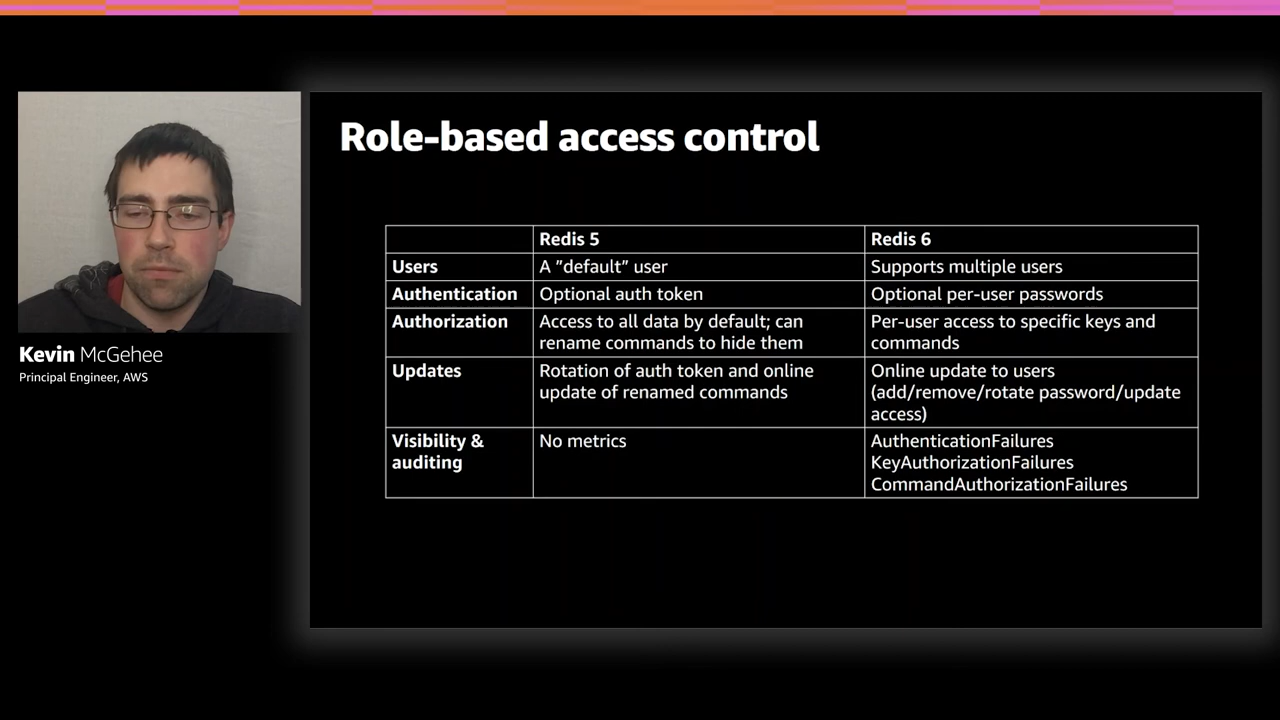 Role-based access control
Redis 5
Redis 6
Users
A "default" user
Supports multiple users
Authentication
Optional auth token
Optional per-user passwords
Authorization
Access to all data by default; can
rename commands to hide them
Per-user access to specific keys and
commands
Updates
Rotation of auth token and online
update of renamed commands
Online update to users
(add/remove/rotate password/update
access)
Visibility &
auditing
No metrics
AuthenticationFailures
KeyAuthorizationFailures
CommandAuthorizationFailures
Kevin McGehee
Principal Engineer, AWS